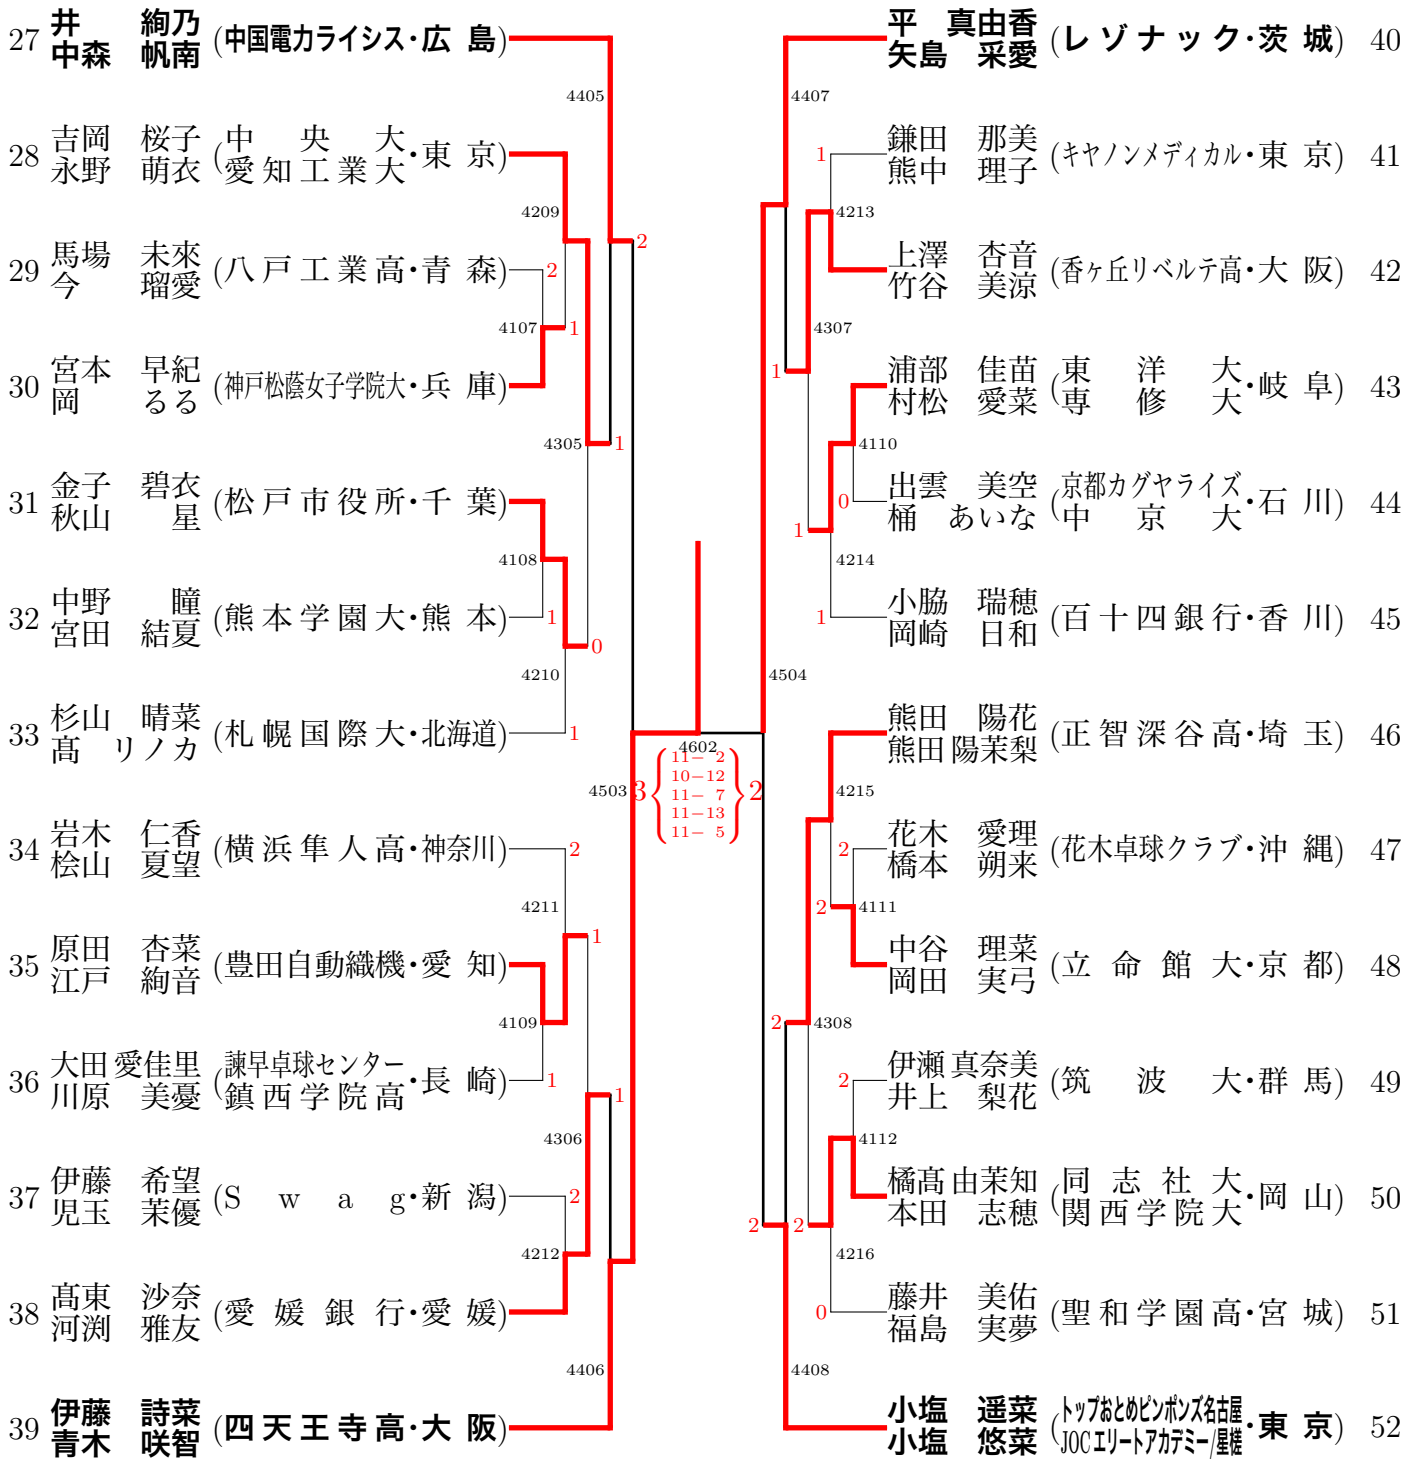 27 井 絢乃 中森 帆南 (中国電力ライシス・広島)
4405
28 吉岡 桜子 永野 萌衣 (中央大 愛知工業大・東京)
4209
2
29 馬場 未來 今 瑠愛 (八戸工業高・青森)
2
4107
1
30 宮本 早紀 岡 るる (神戸松蔭女子学院大・兵庫)
4305
1
31 金子 碧衣 秋山 星 (松戸市役所・千葉)
4108
32 中野 瞳 宮田 結夏 (熊本学園大・熊本)
1
0
4210
33 杉山 晴菜 髙 リノカ (札幌国際大・北海道)
1
4503
34 岩木 仁香 桧山 夏望 (横浜隼人高・神奈川)
2
4211
1
35 原田 杏菜 江戸 絢音 (豊田自動織機・愛知)
4109
36 大田 愛佳里 川原 美憂 (諫早卓球センター 鎮西学院高・長崎)
1
1
4306
37 伊藤 希望 児玉 茉優 (Swag・新潟)
2
4212
38 髙東 沙奈 河渕 雅友 (愛媛銀行・愛媛)
4406
39 伊藤 詩菜 青木 咲智 (四天王寺高・大阪)
4602
3
11－ 2
10－12
11－ 7
11－13
11－ 5
2
平 真由香 矢島 采愛 (レゾナック・茨城) 40
4407
鎌田 那美 熊中 理子 (キヤノンメディカル・東京) 41
1
4213
上澤 杏音 竹谷 美涼 (香ヶ丘リベルテ高・大阪) 42
4307
1
浦部 佳苗 村松 愛菜 (東洋大 専修大・岐阜) 43
4110
出雲 美空 桶 あいな (京都カグヤライズ 中京大・石川) 44
0
1
4214
小脇 瑞穂 岡崎 日和 (百十四銀行・香川) 45
1
4504
熊田 陽花 熊田 陽茉梨 (正智深谷高・埼玉) 46
4215
花木 愛理 橋本 朔来 (花木卓球クラブ・沖縄) 47
2
2
4111
中谷 理菜 岡田 実弓 (立命館大・京都) 48
2
4308
伊瀬 真奈美 井上 梨花 (筑波大・群馬) 49
2
4112
橘髙 由茉知 本田 志穂 (同志社大 関西学院大・岡山) 50
2
2
4216
藤井 美佑 福島 実夢 (聖和学園高・宮城) 51
0
4408
小塩 遥菜 小塩 悠菜 (トップおとめピンポンズ名古屋 JOCエリートアカデミー/星槎・東京) 52